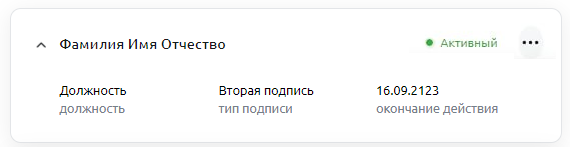 Фамилия Имя Отчество
Активный
Должность Вторая подпись 16.09.2123
должность тип подписи окончание действия